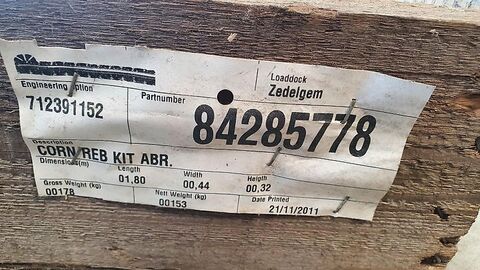 Loaddock
Zedelgem
Engineering Option
712391152
Partnumber
84285778
Description
CORN/REB KIT ABR.
Dimensions(m)
Length
01,80
Width
00,44
Heigth
00,32
Gross Weight (kg)
00178
Nett Weight (kg)
00153
Date Printed
21/11/2011